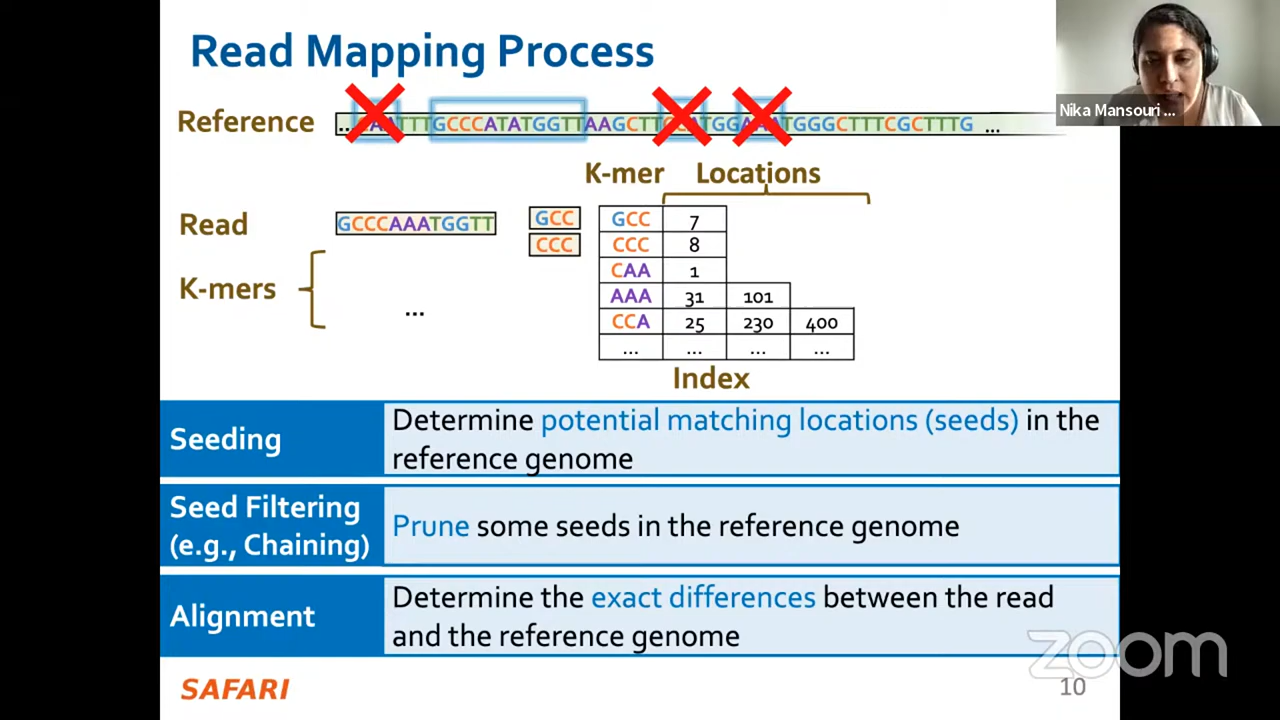 Read Mapping Process
Nika Mansouri ...
Reference
TTGCCCATATGGTTAAGCTT
TGG
TGGGCTTTCGCTTTG ...
K-mer Locations
Read GCCCAAATGGTT
GCC
CCC
K-mers
...
GCC 7
CCC 8
CAA 1
AAA 31 101
CCA 25 230 400
... ... ... ...
Index
Seeding
Determine potential matching locations (seeds) in the
reference genome
Seed Filtering
(e.g., Chaining)
Prune some seeds in the reference genome
Alignment
Determine the exact differences between the read
and the reference genome
zoom
SAFARI
10